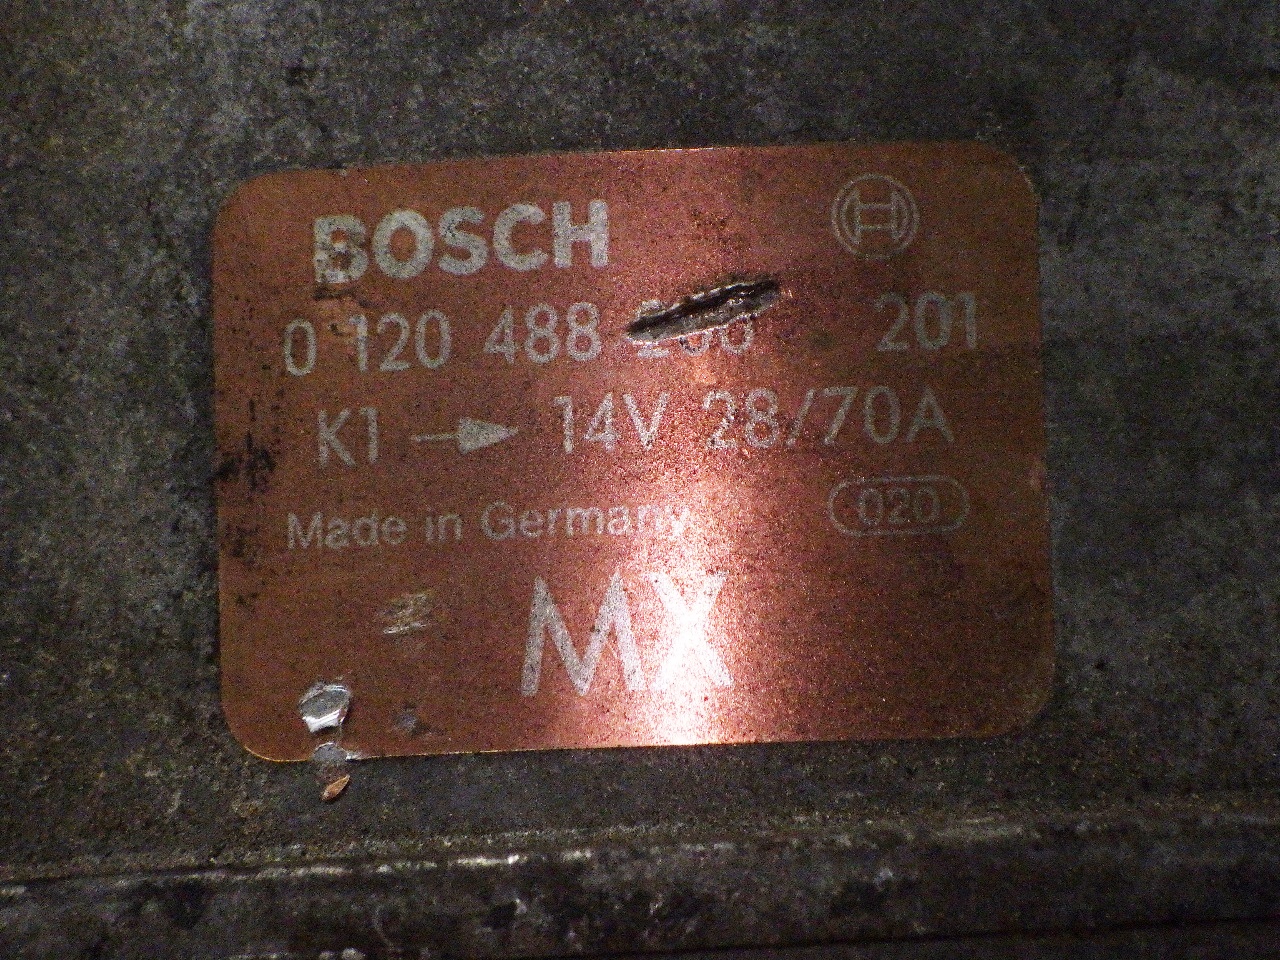 BOSCH
0 120 488 201
K1 → 14V 28/70A
Made in Germany 020
MX